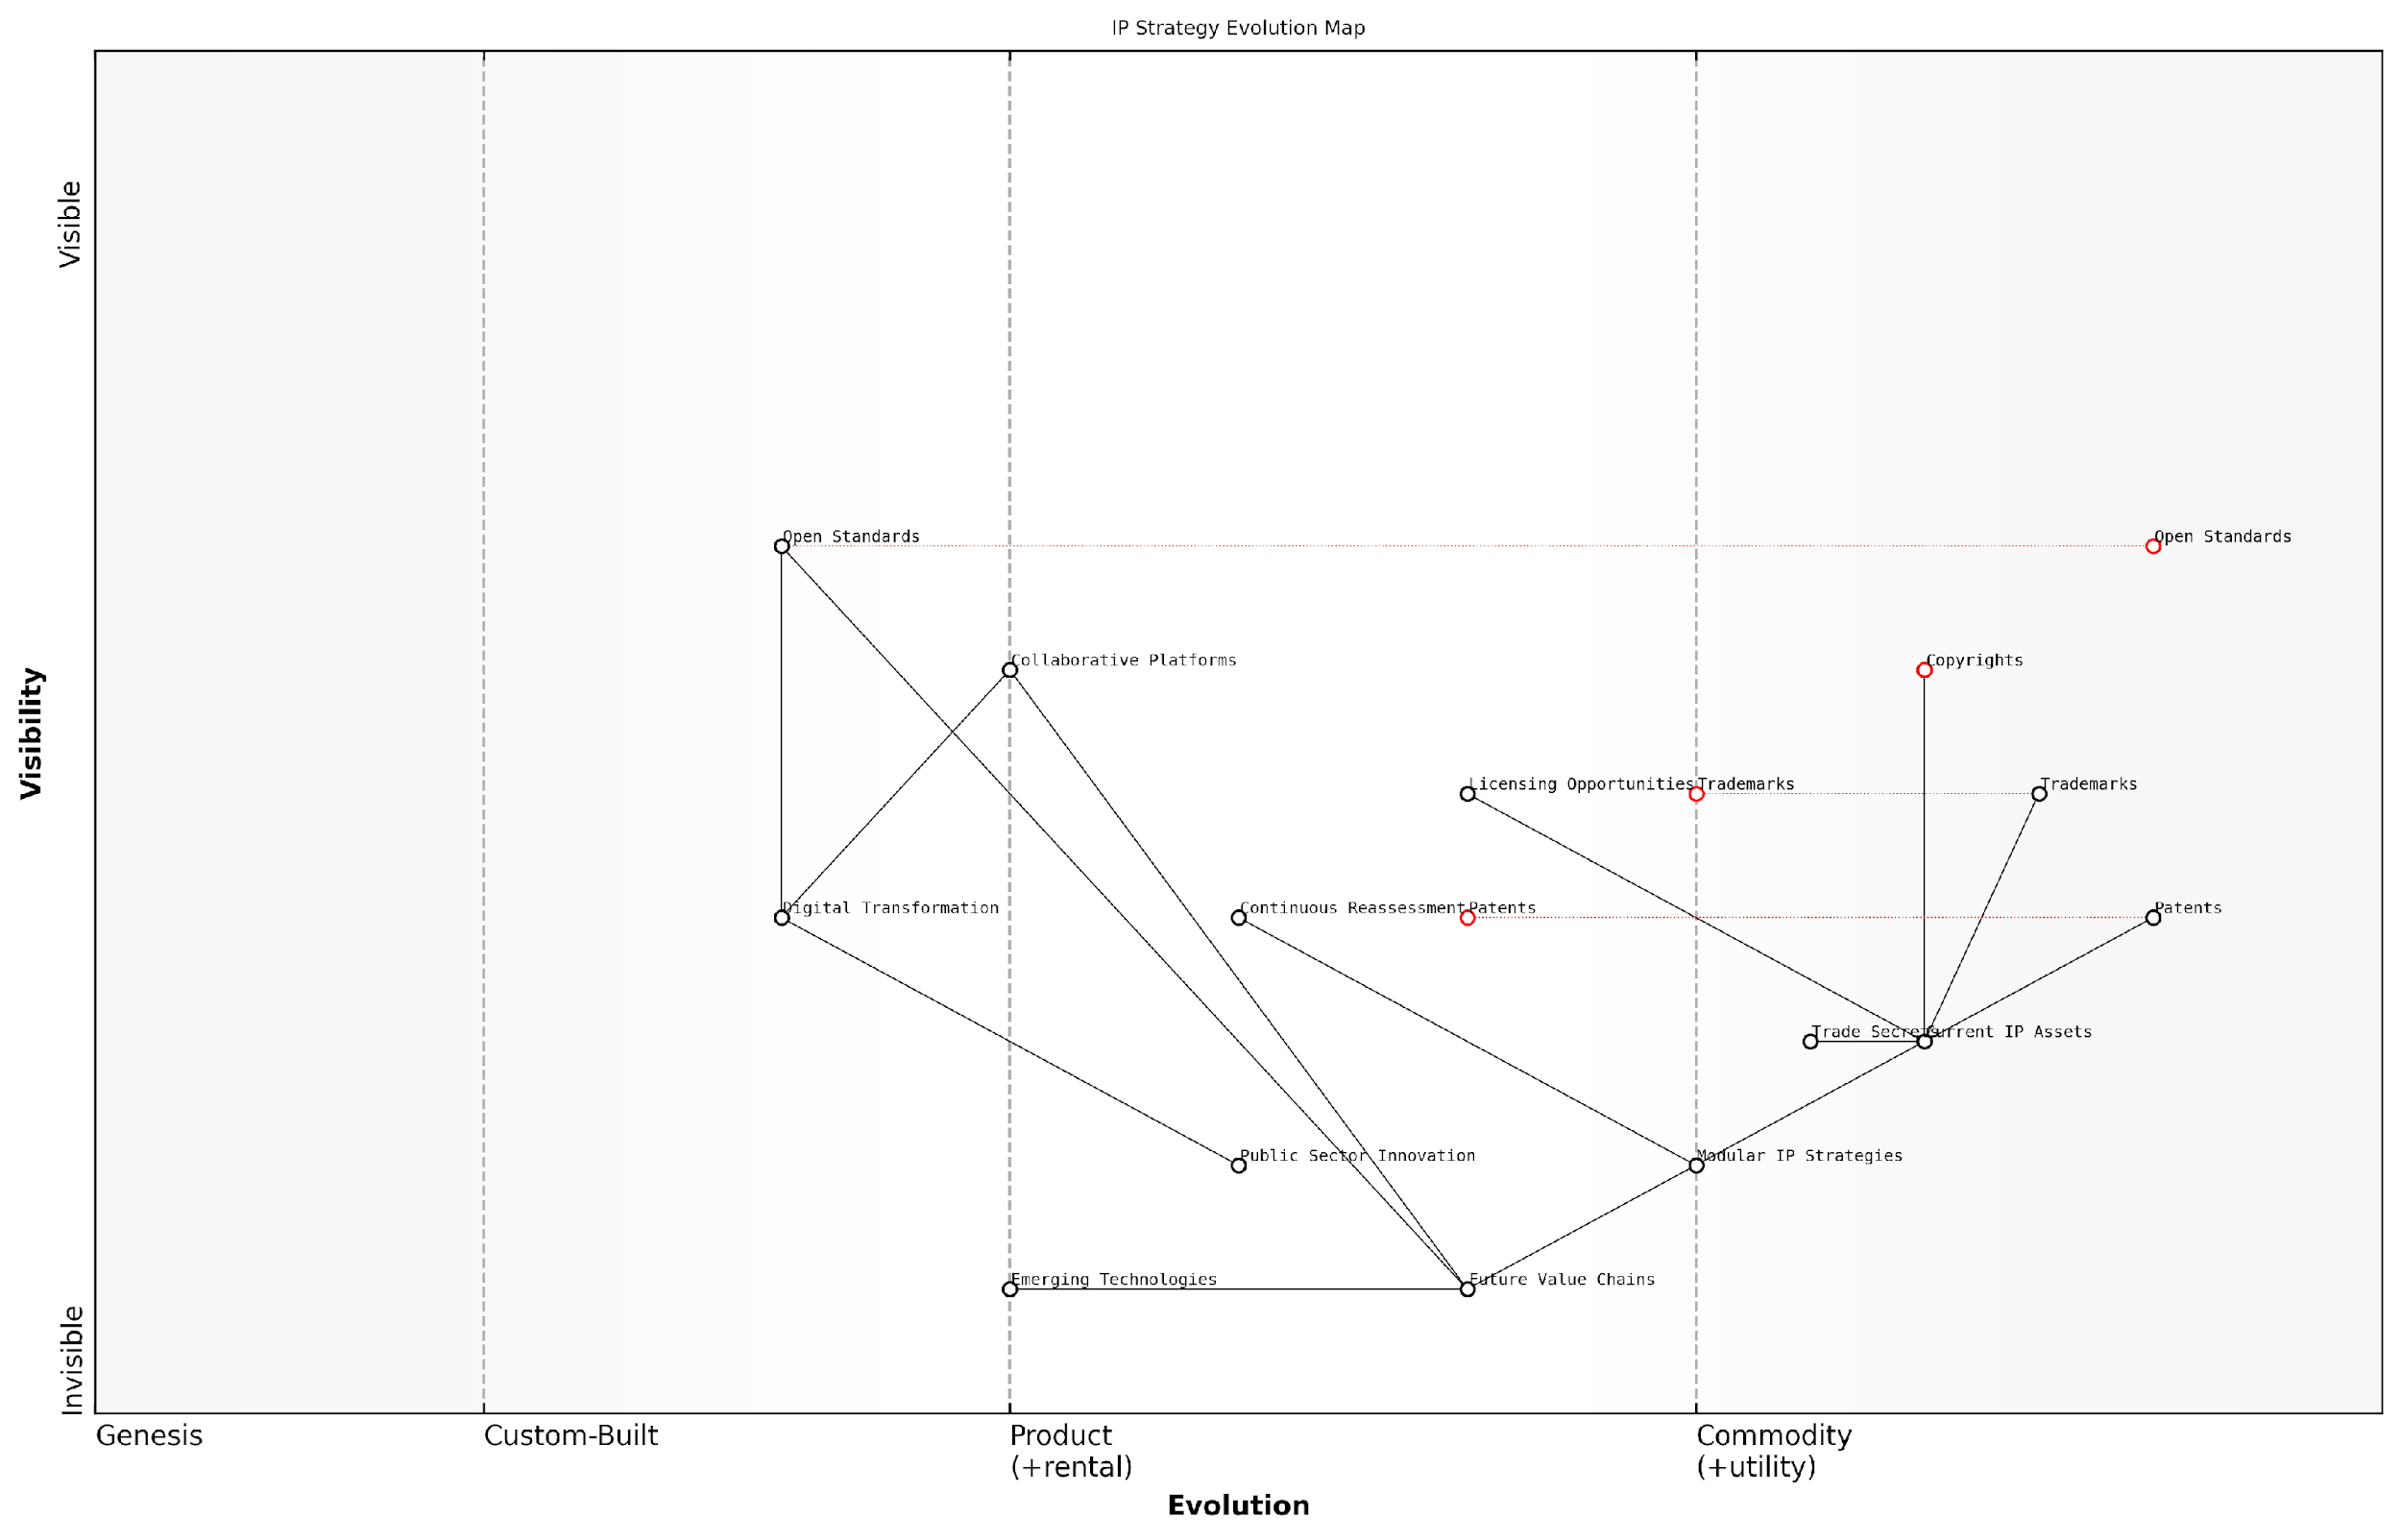 IP Strategy Evolution Map
Visible
Visibility
Invisible
Open Standards
Open Standards
Collaborative Platforms
Copyrights
Licensing Opportunities
Trademarks
Trademarks
Digital Transformation
Continuous Reassessment
Patents
Patents
Trade Secrets
Current IP Assets
Public Sector Innovation
Modular IP Strategies
Emerging Technologies
Future Value Chains
Genesis
Custom-Built
Product
(+rental)
Commodity
(+utility)
Evolution